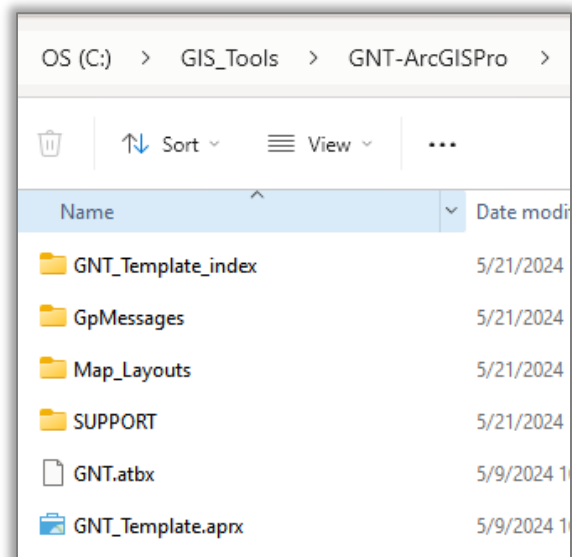 OS (C:) > GIS_Tools > GNT-ArcGISPro >
Sort View ...
Name Date modif
GNT_Template_index 5/21/2024
GpMessages 5/21/2024
Map_Layouts 5/21/2024
SUPPORT 5/21/2024
GNT.atbx 5/9/2024 1
GNT_Template.aprx 5/9/2024 1